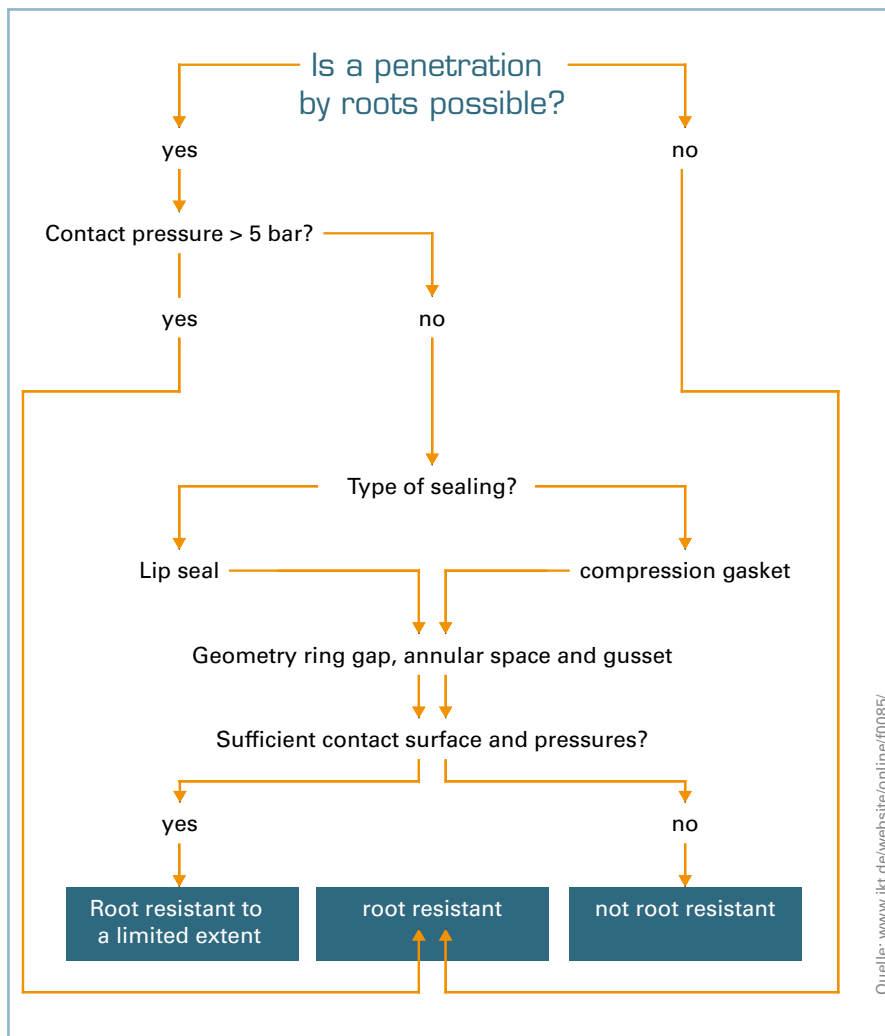 Is a penetration
by roots possible?
yes
no
Contact pressure > 5 bar?
yes
no
Type of sealing?
Lip seal
compression gasket
Geometry ring gap, annular space and gusset
Sufficient contact surface and pressures?
yes
no
Root resistant to
a limited extent
root resistant
not root resistant
Quelle: www.ikt.de/website/online/f0085/